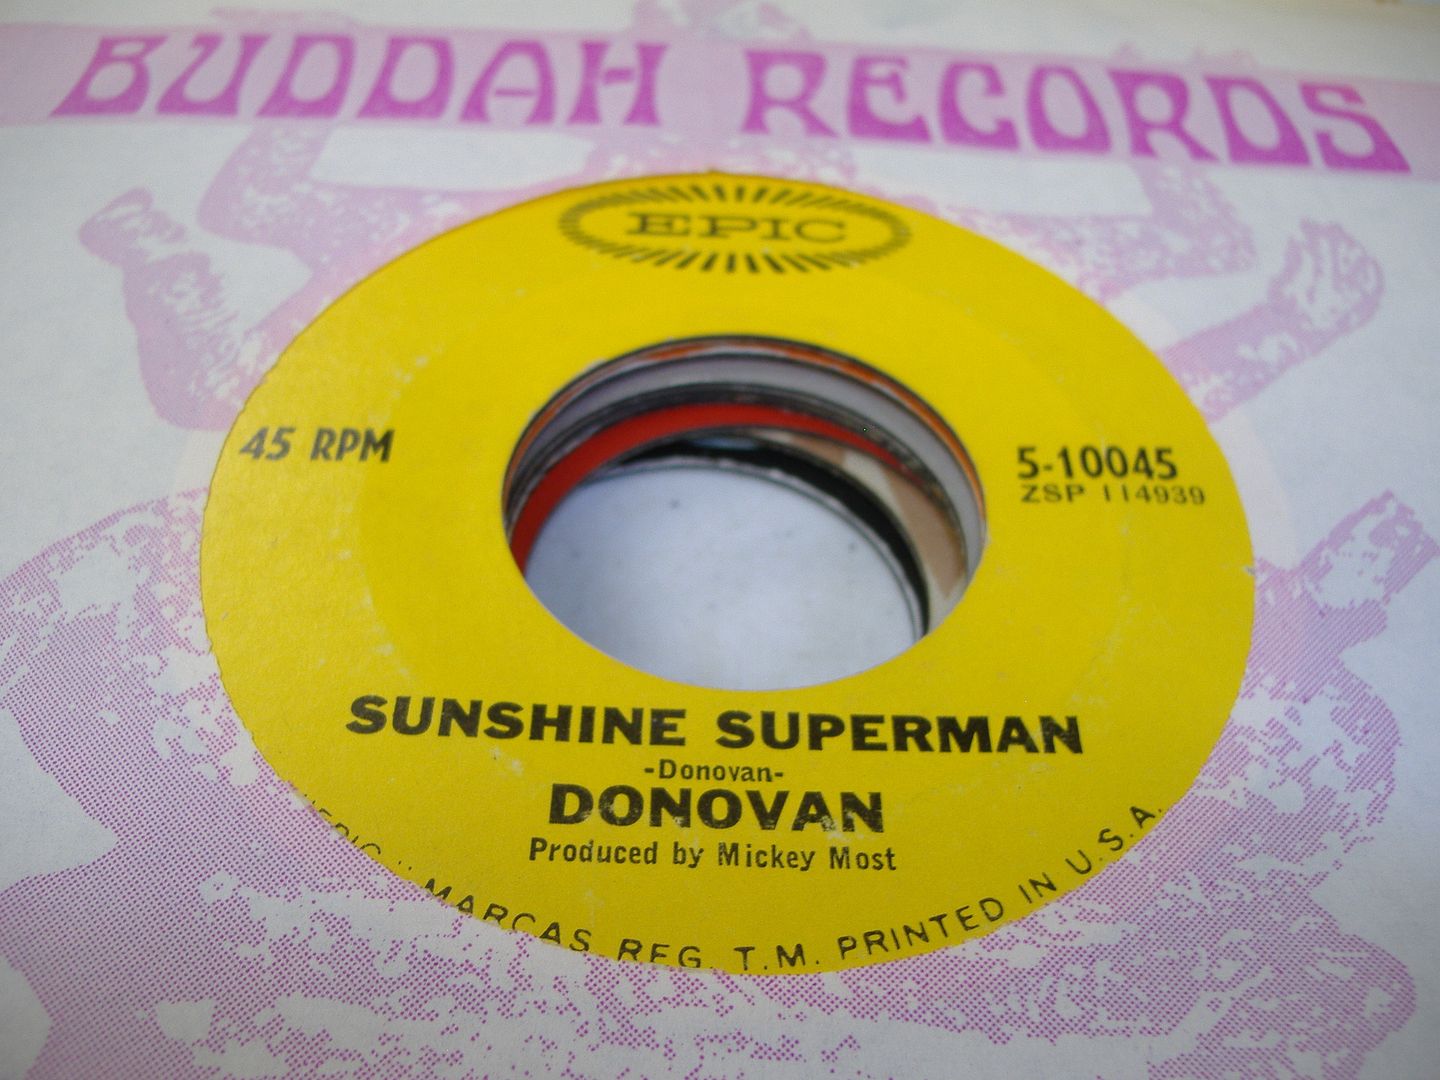 BUDDAH RECORDS
EPIC
45 RPM
5-10045
ZSP 114939
SUNSHINE SUPERMAN
-Donovan-
DONOVAN
Produced by Mickey Most
"EPIC", MARCAS REG. T.M. PRINTED IN U.S.A.